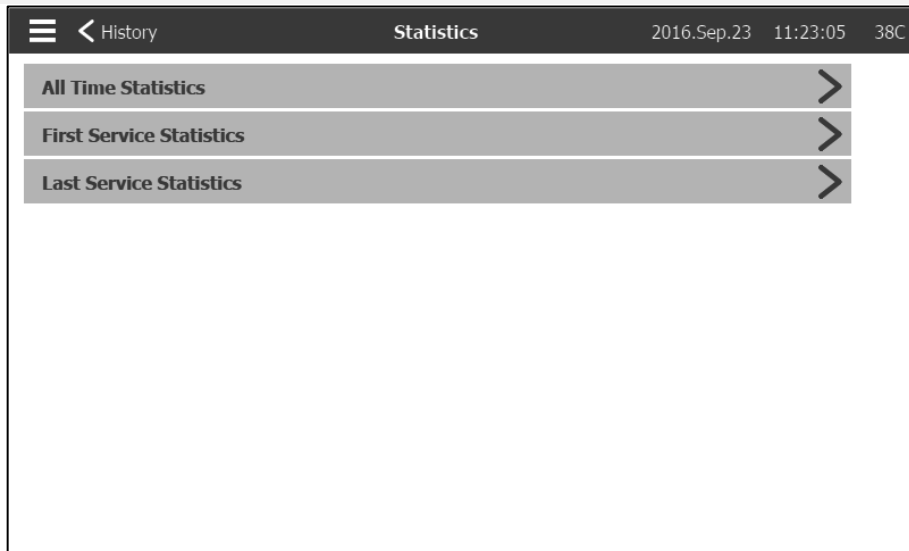 History Statistics 2016.Sep.23 11:23:05 38C
All Time Statistics
First Service Statistics
Last Service Statistics